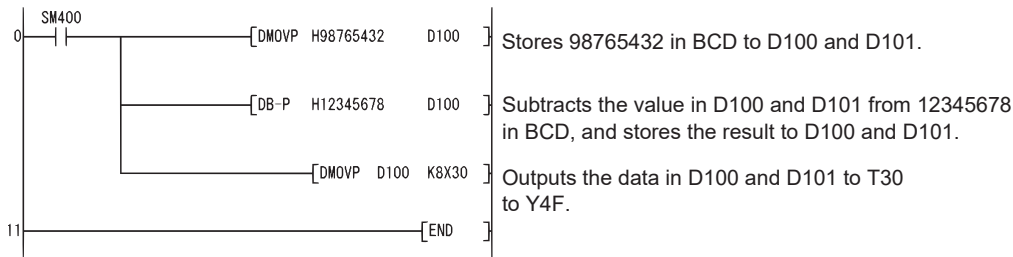 SM400
0 DMOVP H98765432 D100 Stores 98765432 in BCD to D100 and D101.
DB-P H12345678 D100 Subtracts the value in D100 and D101 from 12345678
in BCD, and stores the result to D100 and D101.
DMOVP D100 K8X30 Outputs the data in D100 and D101 to T30
to Y4F.
11 END